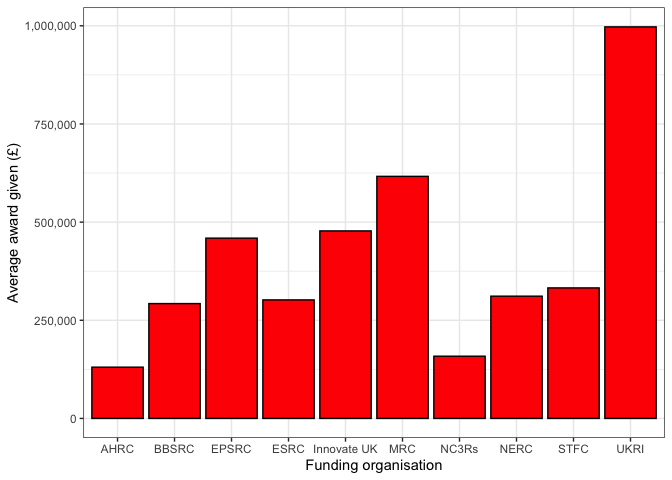 Average award given (£)
1,000,000
750,000
500,000
250,000
0
AHRC BBSRC EPSRC ESRC Innovate UK MRC NC3Rs NERC STFC UKRI
Funding organisation